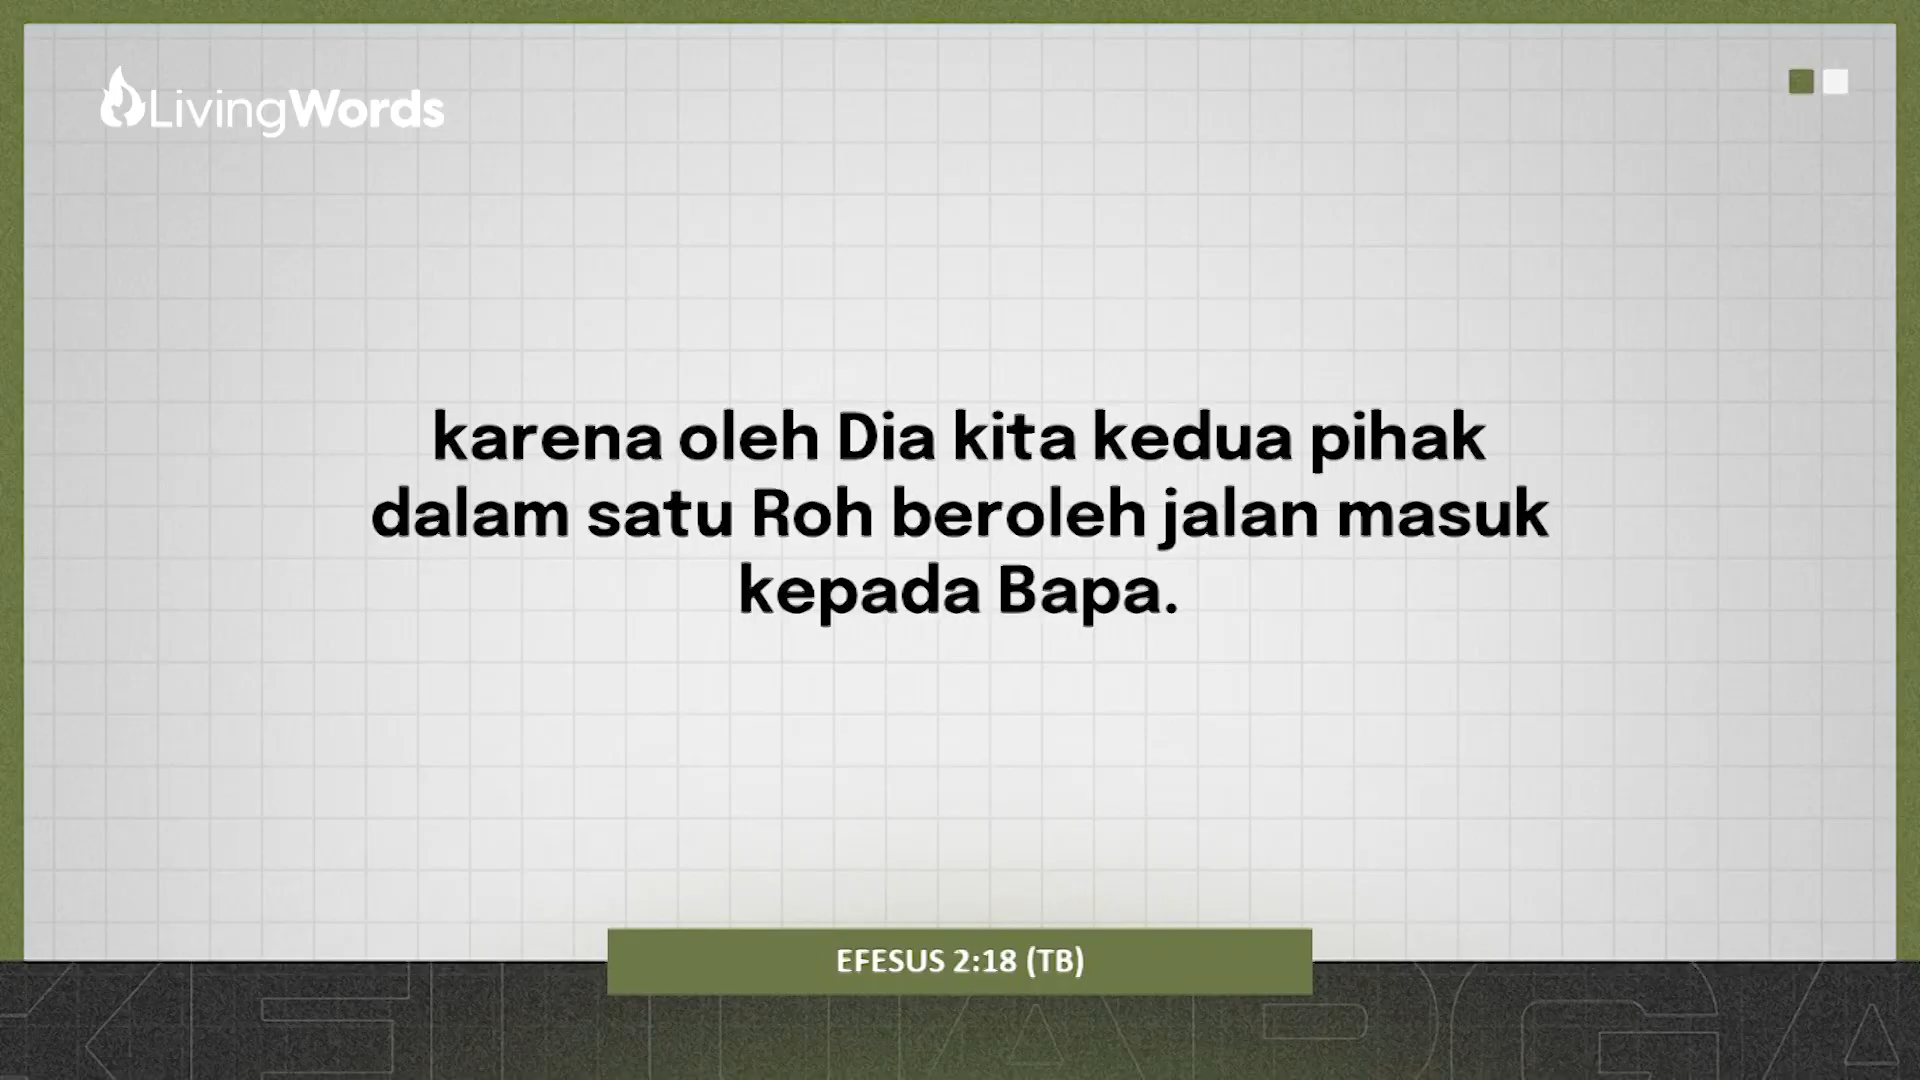 LivingWords
karena oleh Dia kita kedua pihak
dalam satu Roh beroleh jalan masuk
kepada Bapa.
EFESUS 2:18 (TB)